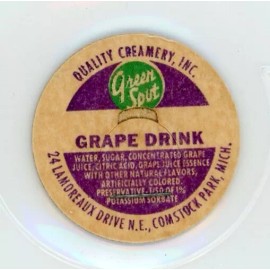 QUALITY CREAMERY, INC.
Green
Spot
GRAPE DRINK
WATER, SUGAR, CONCENTRATED GRAPE
JUICE, CITRIC ACID, GRAPE JUICE ESSENCE
WITH OTHER NATURAL FLAVORS,
ARTIFICIALLY COLORED.
PRESERVATIVE, 1/50 OF 1%
POTASSIUM SORBATE
24 LAMOREAUX DRIVE N.E., COMSTOCK PARK, MICH.